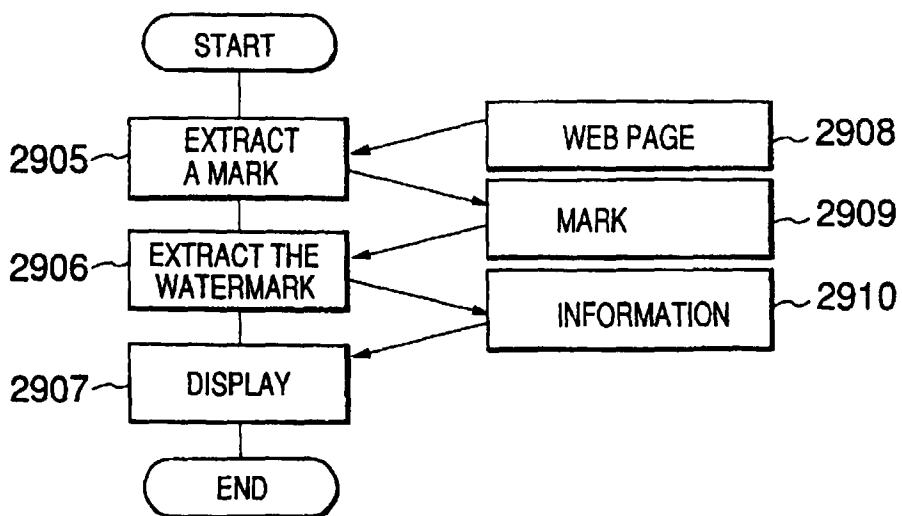 START
2905
EXTRACT
A MARK
WEB PAGE
2908
MARK
2909
2906
EXTRACT THE
WATERMARK
INFORMATION
2910
2907
DISPLAY
END